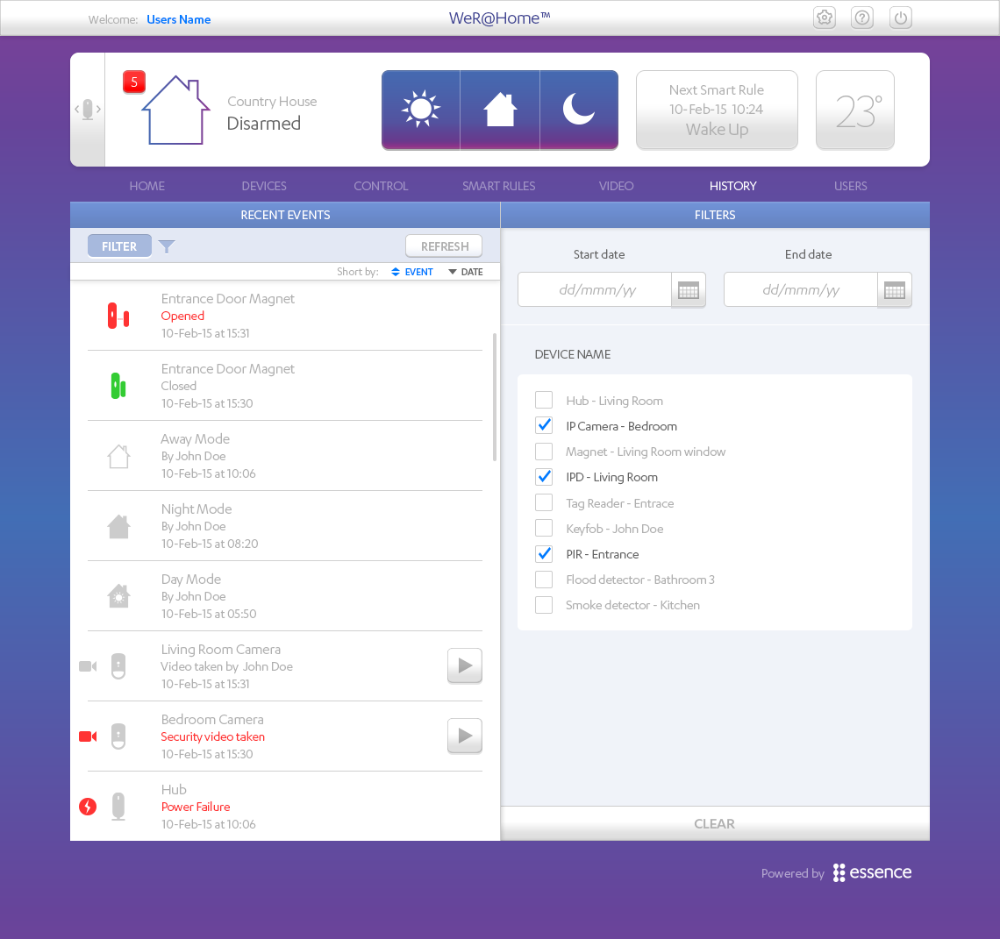 Welcome: Users Name
WeR@Home™
5
Country House
Disarmed
Next Smart Rule
10-Feb-15 10:24
Wake Up
23°
HOME DEVICES CONTROL SMART RULES VIDEO HISTORY USERS
RECENT EVENTS
FILTER
REFRESH
Short by: EVENT DATE
Entrance Door Magnet
Opened
10-Feb-15 at 15:31
Entrance Door Magnet
Closed
10-Feb-15 at 15:30
Away Mode
By John Doe
10-Feb-15 at 10:06
Night Mode
By John Doe
10-Feb-15 at 08:20
Day Mode
By John Doe
10-Feb-15 at 05:50
Living Room Camera
Video taken by John Doe
10-Feb-15 at 15:31
Bedroom Camera
Security video taken
10-Feb-15 at 15:30
Hub
Power Failure
10-Feb-15 at 10:06
FILTERS
Start date
End date
dd/mmm/yy
dd/mmm/yy
DEVICE NAME
Hub - Living Room
IP Camera - Bedroom
Magnet - Living Room window
IPD - Living Room
Tag Reader - Entrace
Keyfob - John Doe
PIR - Entrance
Flood detector - Bathroom 3
Smoke detector - Kitchen
CLEAR
Powered by essence